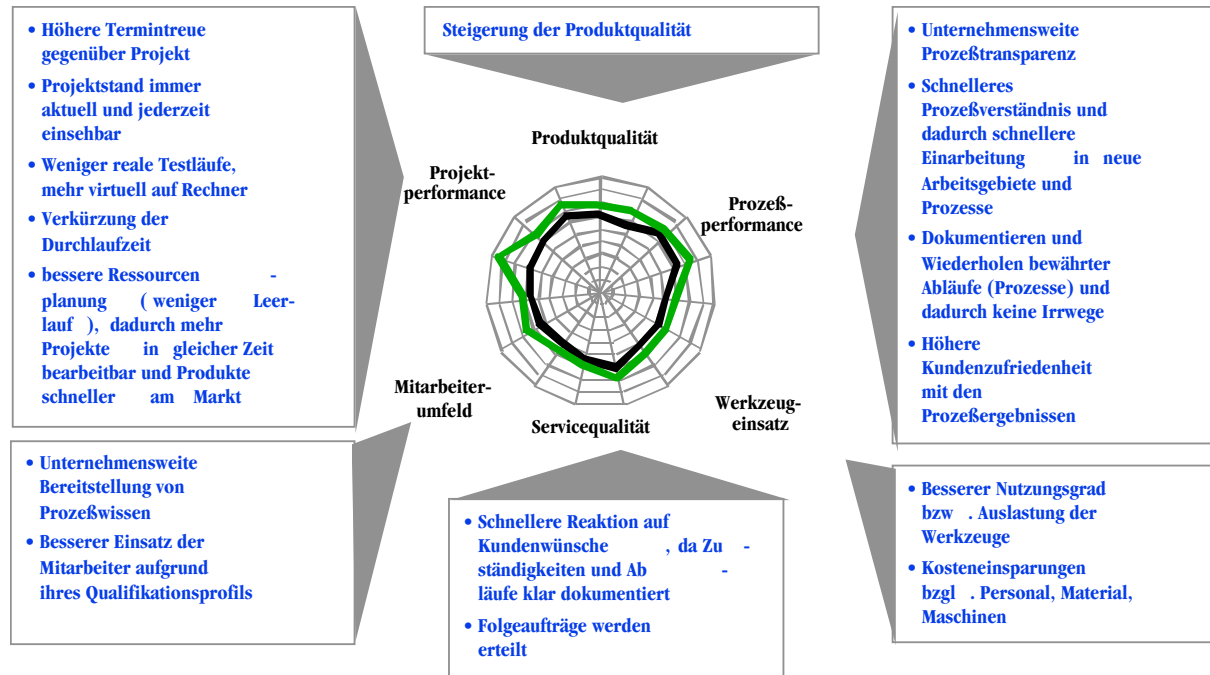 • Höhere Termintreue
gegenüber Projekt
• Projektstand immer
aktuell und jederzeit
einsehbar
• Weniger reale Testläufe,
mehr virtuell auf Rechner
• Verkürzung der
Durchlaufzeit
• bessere Ressourcen -
planung ( weniger Leer-
lauf ), dadurch mehr
Projekte in gleicher Zeit
bearbeitbar und Produkte
schneller am Markt
Steigerung der Produktqualität
• Unternehmensweite
Prozeßtransparenz
• Schnelleres
Prozeßverständnis und
dadurch schnellere
Einarbeitung in neue
Arbeitsgebiete und
Prozesse
• Dokumentieren und
Wiederholen bewährter
Abläufe (Prozesse) und
dadurch keine Irrwege
• Höhere
Kundenzufriedenheit
mit den
Prozeßergebnissen
Produktqualität
Projekt-
performance
Prozeß-
performance
Mitarbeiter-
umfeld
Servicequalität
Werkzeug-
einsatz
• Unternehmensweite
Bereitstellung von
Prozeßwissen
• Besserer Einsatz der
Mitarbeiter aufgrund
ihres Qualifikationsprofils
• Schnellere Reaktion auf
Kundenwünsche , da Zu -
ständigkeiten und Ab -
läufe klar dokumentiert
• Folgeaufträge werden
erteilt
• Besserer Nutzungsgrad
bzw . Auslastung der
Werkzeuge
• Kosteneinsparungen
bzgl . Personal, Material,
Maschinen